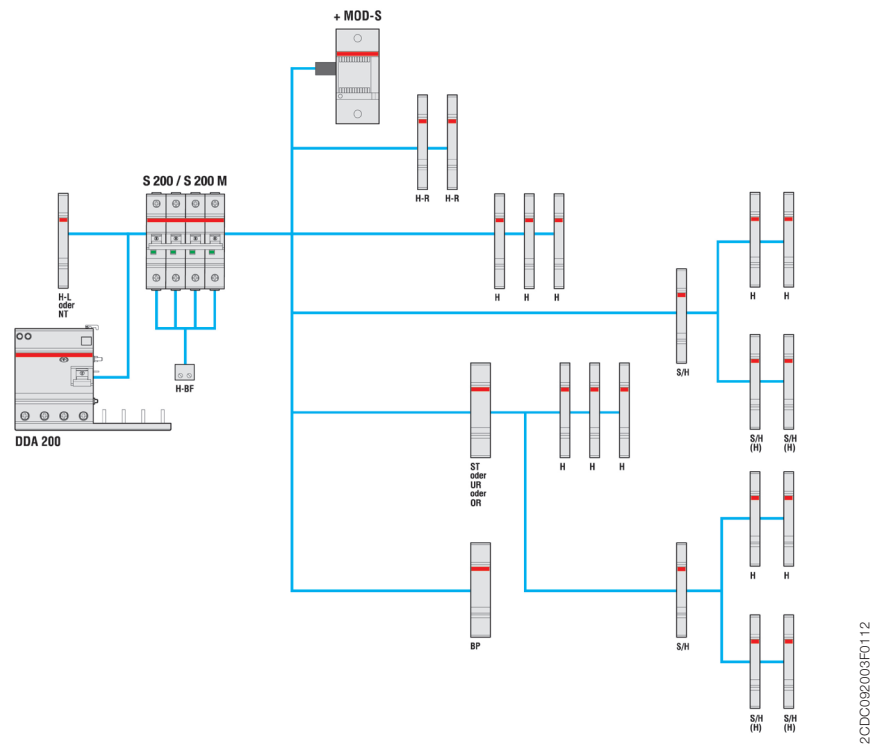 + MOD-S
H-R
H-R
S 200 / S 200 M
H-L
oder
NT
H
H
H
H
H
S/H
H-BF
DDA 200
S/H
(H)
S/H
(H)
ST
oder
UR
oder
OR
H
H
H
H
H
BP
S/H
S/H
(H)
S/H
(H)
2CDC092003F0112